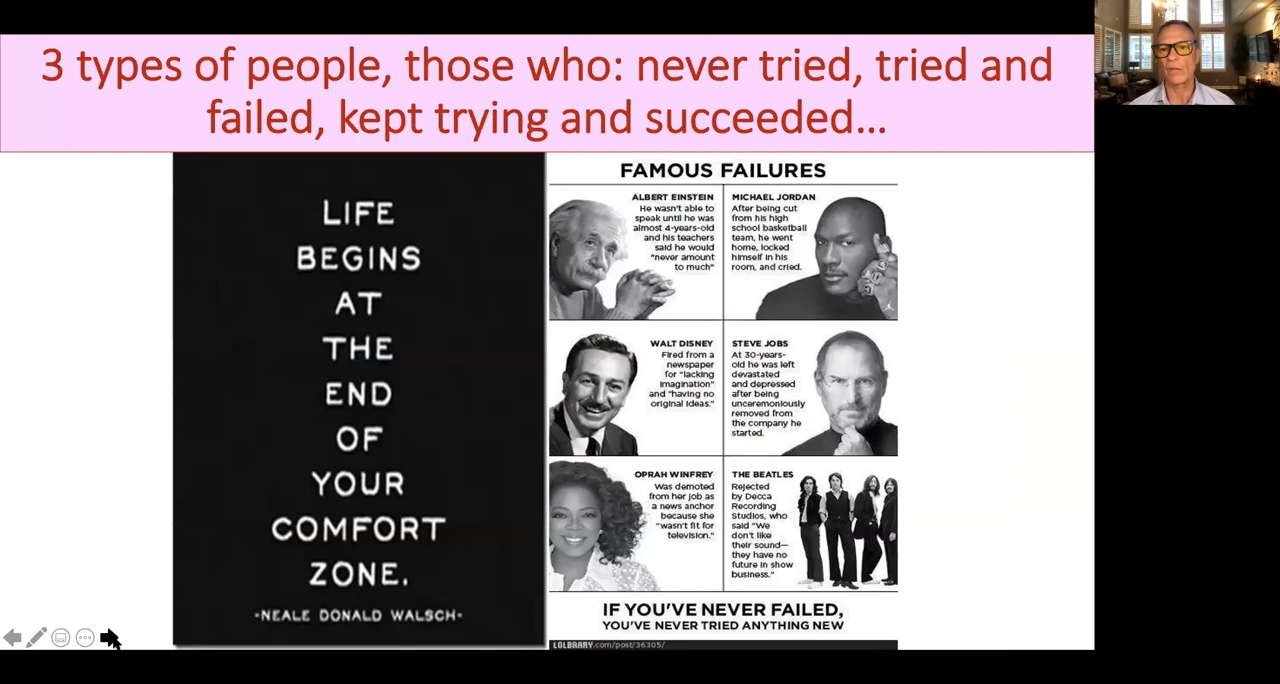 3 types of people, those who: never tried, tried and
failed, kept trying and succeeded...
LIFE
BEGINS
AT
THE
END
OF
YOUR
COMFORT
ZONE.
-NEALE DONALD WALSCH-
FAMOUS FAILURES
ALBERT EINSTEIN
He wasn't able to
speak until he was
almost 4-years-old
and his teachers
said he would
"never amount
to much"
MICHAEL JORDAN
After being cut
from his high
school basketball
team, he went
home, locked
himself in his
room, and cried.
WALT DISNEY
Fired from a
newspaper
for "lacking
imagination"
and "having no
original ideas."
STEVE JOBS
At 30-years-
old he was left
devastated
and depressed
after being
unceremoniously
removed from
the company he
started.
OPRAH WINFREY
Was demoted
from her job as
a news anchor
because she
"wasn't fit for
television."
THE BEATLES
Rejected
by Decca
Recording
Studios, who
said "We
don't like
their sound—
they have no
future in show
business."
IF YOU'VE NEVER FAILED,
YOU'VE NEVER TRIED ANYTHING NEW
LOLBRARY.com/post/36305/